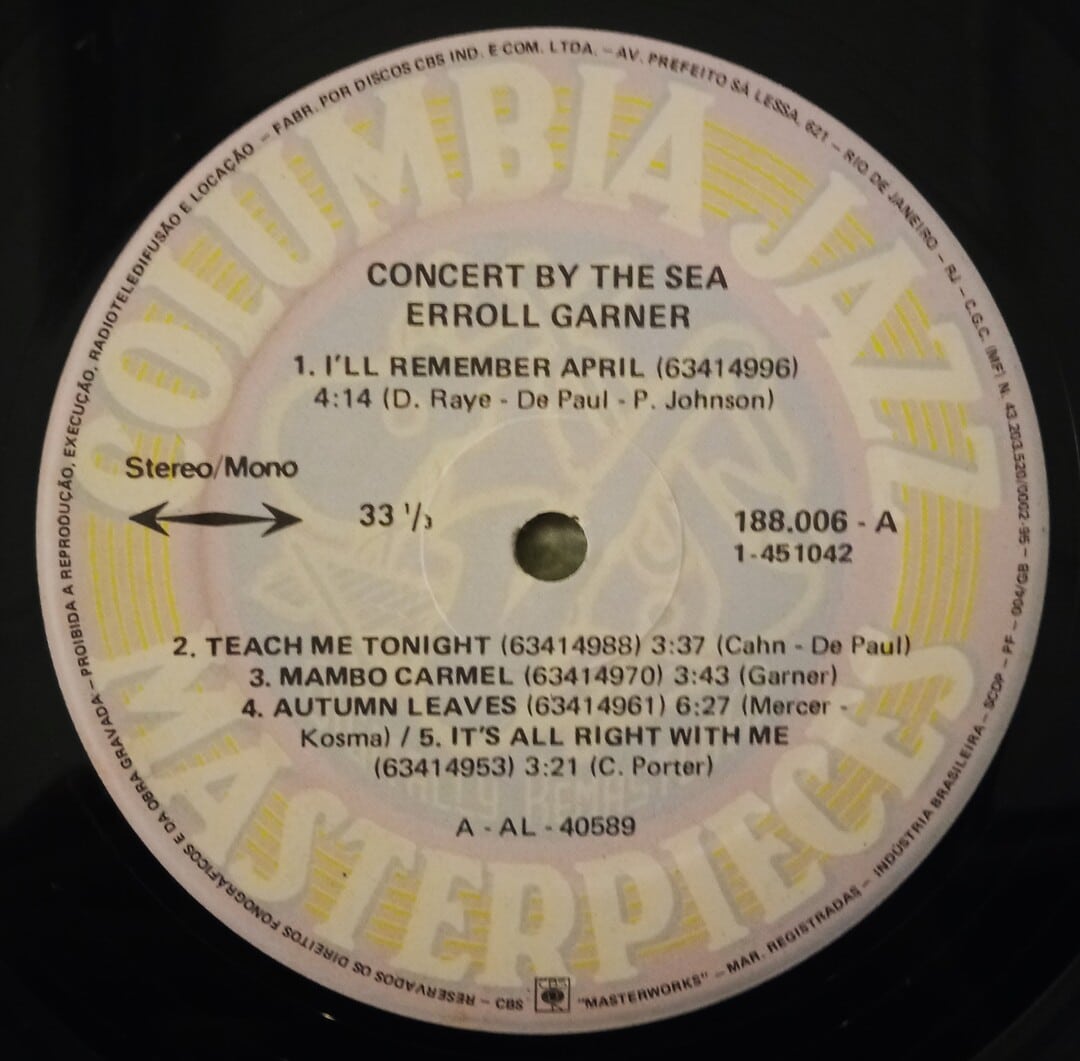 COLUMBIA JAZZ
MASTERPIECES
CONCERT BY THE SEA
ERROLL GARNER
1. I'LL REMEMBER APRIL (63414996)
4:14 (D. Raye - De Paul - P. Johnson)
Stereo/Mono
33 1/3
188.006 - A
1-451042
2. TEACH ME TONIGHT (63414988) 3:37 (Cahn - De Paul)
3. MAMBO CARMEL (63414970) 3:43 (Garner)
4. AUTUMN LEAVES (63414961) 6:27 (Mercer -
Kosma) / 5. IT'S ALL RIGHT WITH ME
(63414953) 3:21 (C. Porter)
A - AL - 40589
CBS "MASTERWORKS" – MAR. REGISTRADAS – INDÚSTRIA BRASILEIRA – SCDP – PF – 004/GB –
CBS – RESERVADOS OS DIREITOS FONOGRÁFICOS E DA OBRA GRAVADA – PROIBIDA A REPRODUÇÃO, EXECUÇÃO, RADIOTELEDIFUSÃO E LOCAÇÃO – FABR. POR DISCOS CBS IND. E COM. LTDA. – AV. PREFEITO SÁ LESSA, 621 – RIO DE JANEIRO – RJ – C.G.C. (MF) N. 43.203.520/0002-95